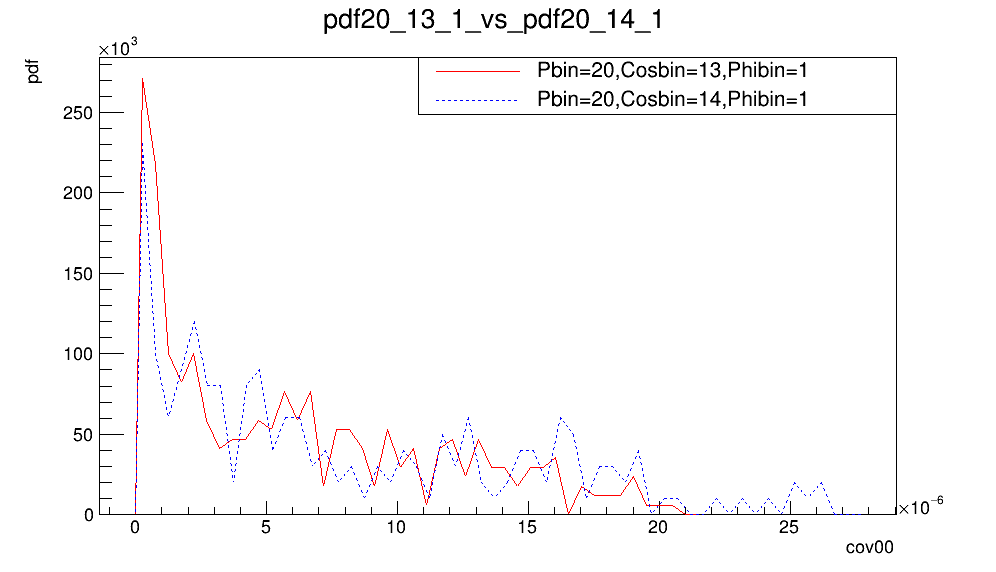 pdf20_13_1_vs_pdf20_14_1
×10³
pdf
Pbin=20,Cosbin=13,Phibin=1
Pbin=20,Cosbin=14,Phibin=1
250
200
150
100
50
0
0 5 10 15 20 25
×10⁻⁶
cov00